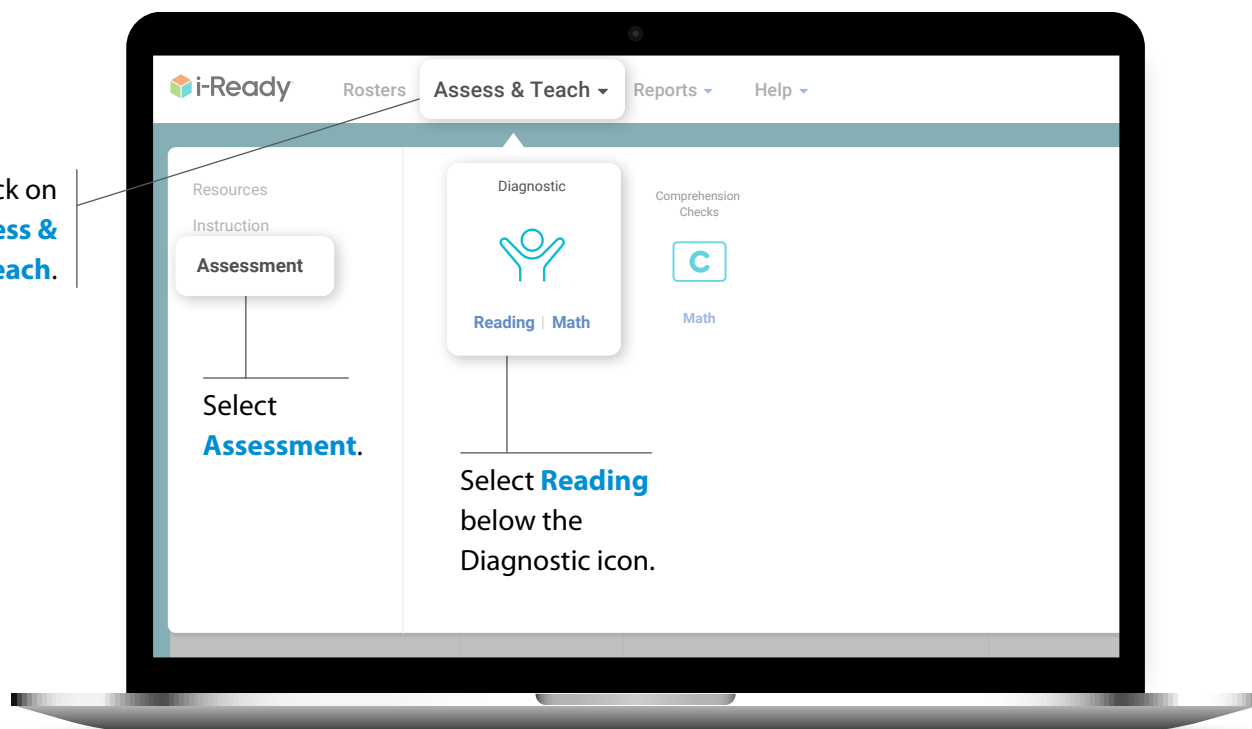 i-Ready
Rosters
Assess & Teach
Reports
Help
ck on
ess &
each.
Resources
Instruction
Assessment
Diagnostic
Reading | Math
Comprehension
Checks
C
Math
Select
Assessment.
Select Reading
below the
Diagnostic icon.